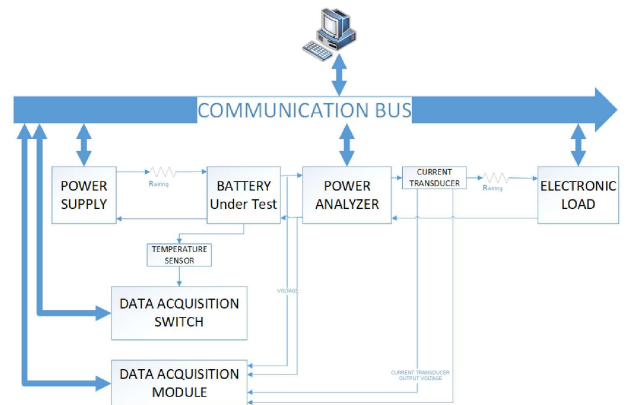 COMMUNICATION BUS
POWER
SUPPLY
Rwiring
BATTERY
Under Test
POWER
ANALYZER
CURRENT
TRANSDUCER
Rwiring
ELECTRONIC
LOAD
TEMPERATURE
SENSOR
DATA ACQUISITION
SWITCH
VOLTAGE
DATA ACQUISITION
MODULE
CURRENT TRANSDUCER
OUTPUT VOLTAGE